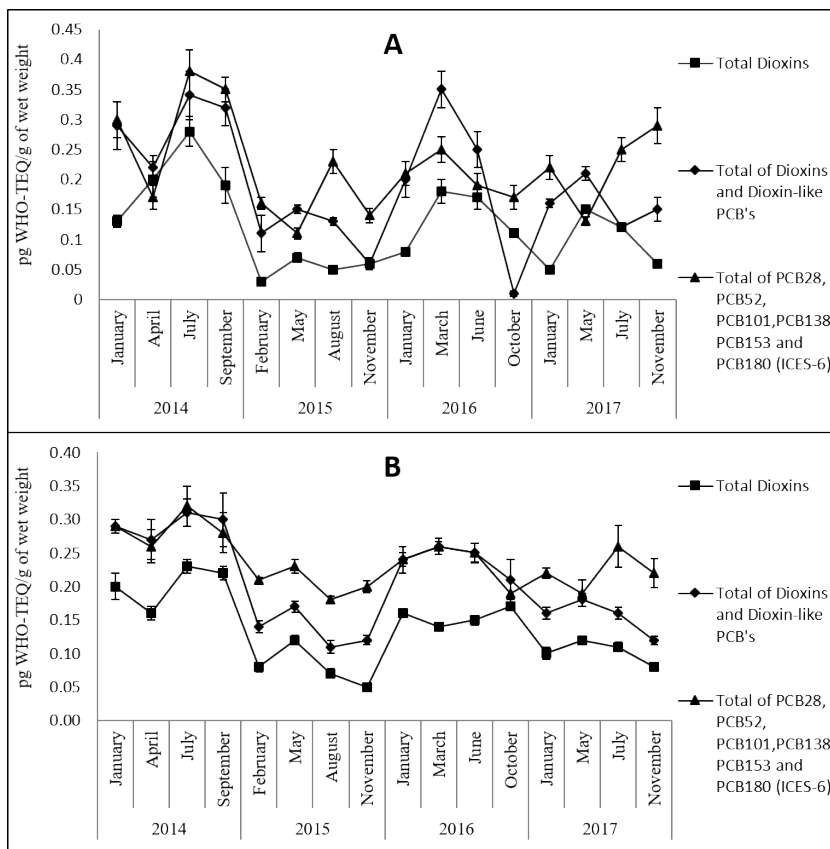 A
pg WHO-TEQ/g of wet weight
0.45
0.4
0.35
0.3
0.25
0.2
0.15
0.1
0.05
0
January
April
July
September
February
May
August
November
January
March
June
October
January
May
July
November
2014
2015
2016
2017
Total Dioxins
Total of Dioxins
and Dioxin-like
PCB's
Total of PCB28,
PCB52,
PCB101,PCB138
PCB153 and
PCB180 (ICES-6)
B
pg WHO-TEQ/g of wet weight
0.40
0.35
0.30
0.25
0.20
0.15
0.10
0.05
0.00
January
April
July
September
February
May
August
November
January
March
June
October
January
May
July
November
2014
2015
2016
2017
Total Dioxins
Total of Dioxins
and Dioxin-like
PCB's
Total of PCB28,
PCB52,
PCB101,PCB138
PCB153 and
PCB180 (ICES-6)